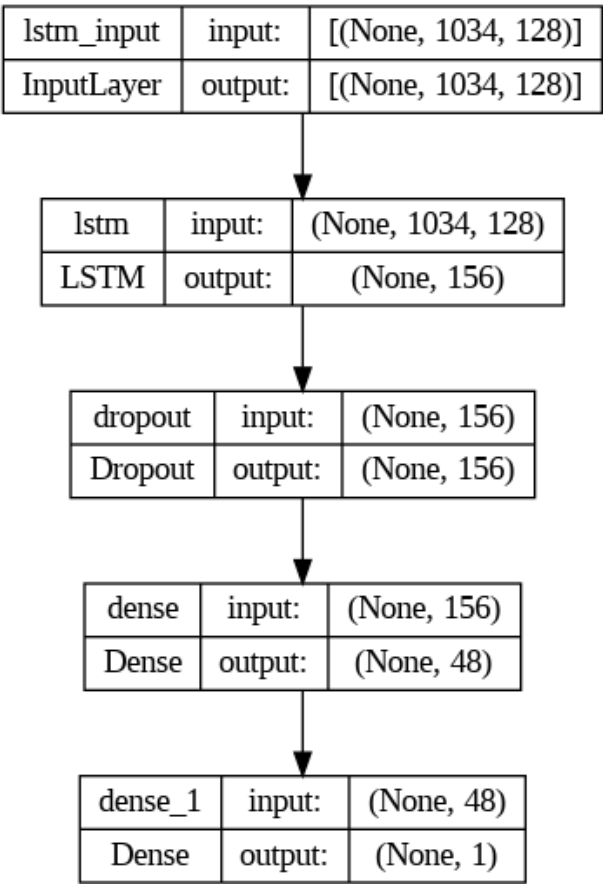 lstm_input input: [(None, 1034, 128)]
InputLayer output: [(None, 1034, 128)]
lstm input: (None, 1034, 128)
LSTM output: (None, 156)
dropout input: (None, 156)
Dropout output: (None, 156)
dense input: (None, 156)
Dense output: (None, 48)
dense_1 input: (None, 48)
Dense output: (None, 1)